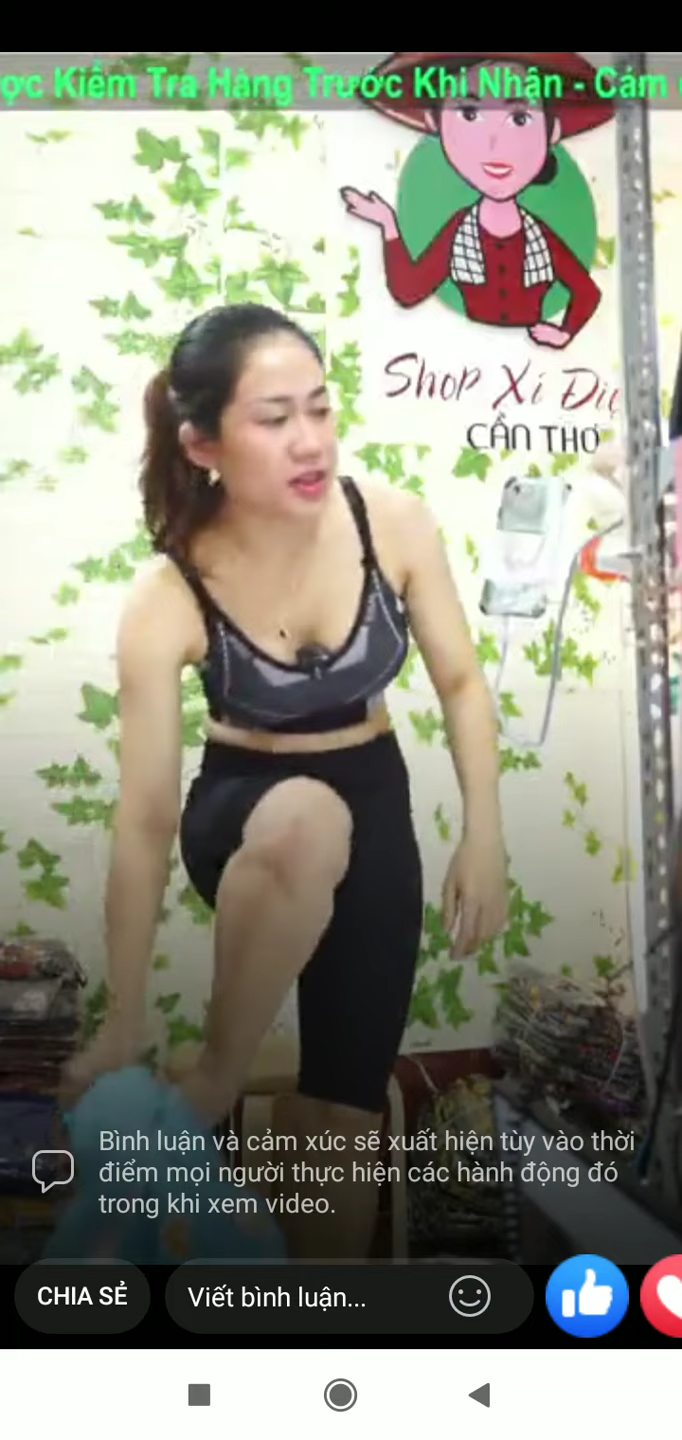 ợc Kiểm Tra Hàng Trước Khi Nhận - Cảm
Shop Xí
CẦN THƠ
Bình luận và cảm xúc sẽ xuất hiện tùy vào thời
điểm mọi người thực hiện các hành động đó
trong khi xem video.
CHIA SẺ
Viết bình luận...